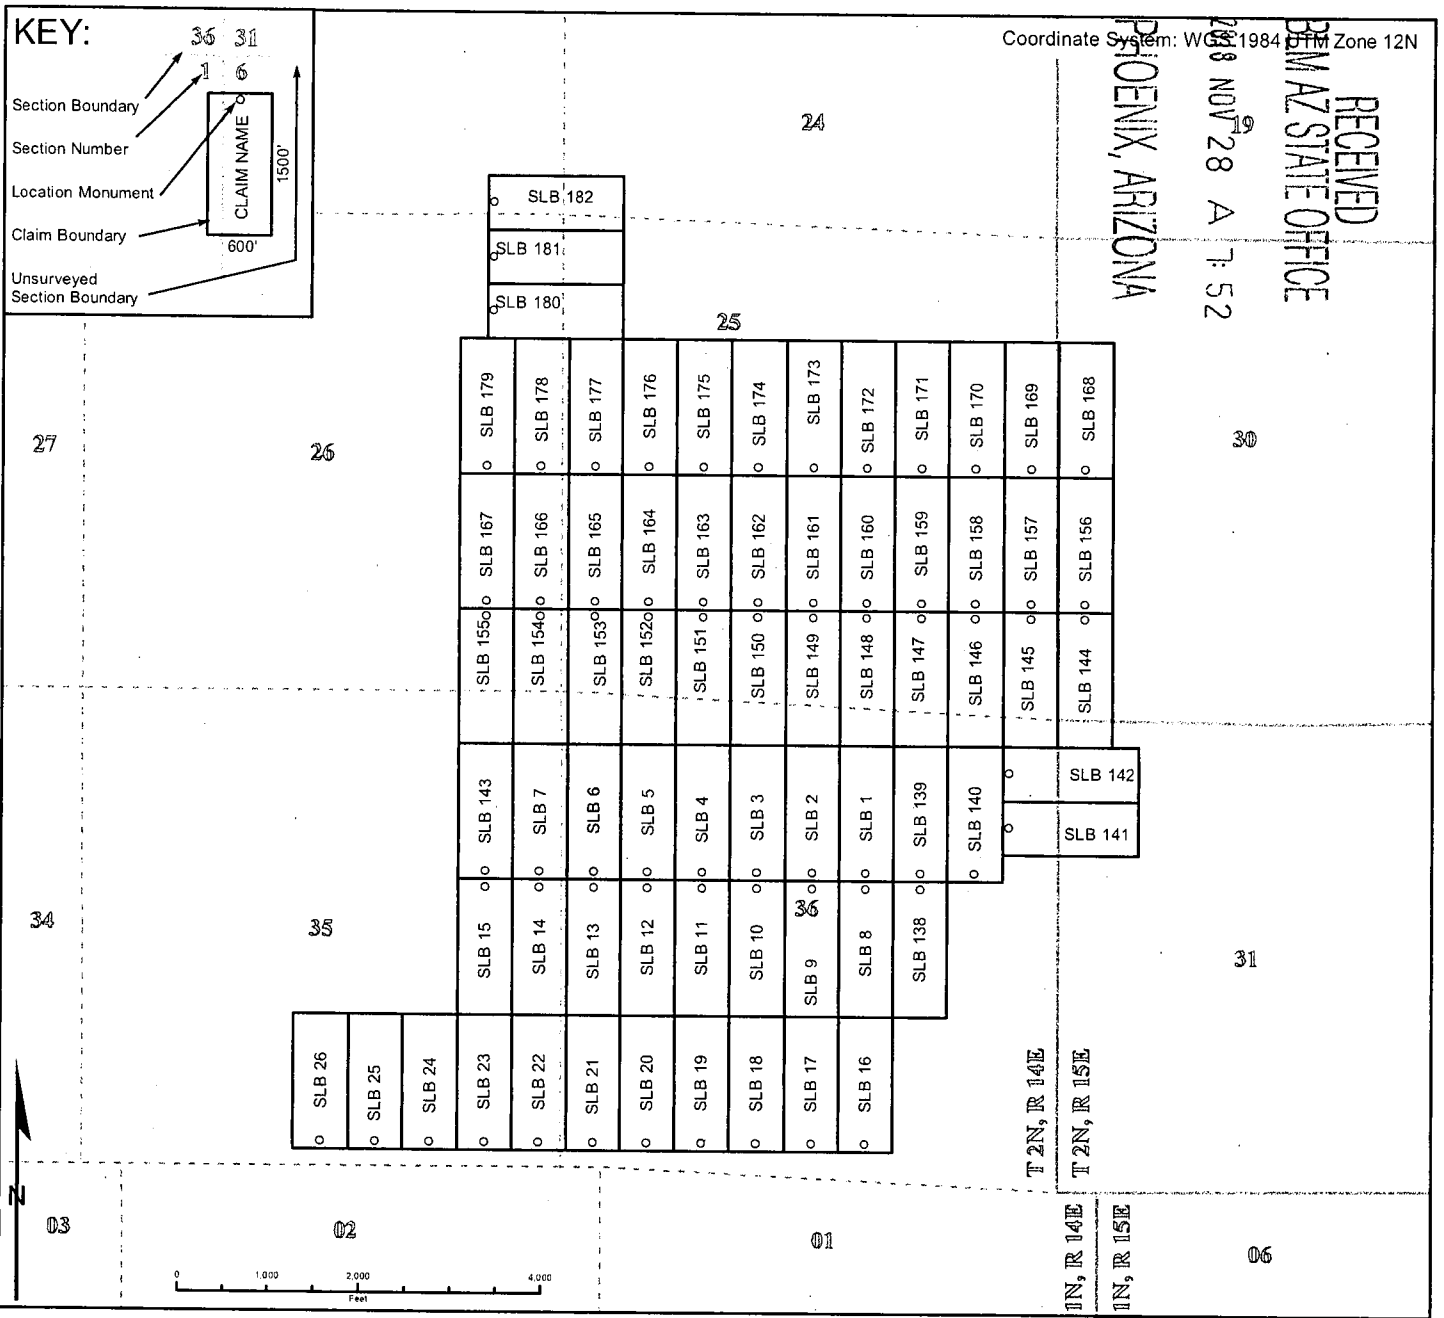 KEY:
36 31
1 6
Section Boundary
Section Number
Location Monument
Claim Boundary
Unsurveyed
Section Boundary
CLAIM NAME
1500'
600'
Coordinate System: WGS 1984 UTM Zone 12N
RECEIVED
BLM AZ STATE OFFICE
2018 NOV 28 A 7:52
PHOENIX, ARIZONA
24
19
SLB 182
SLB 181
SLB 180
25
27
26
30
SLB 179
SLB 178
SLB 177
SLB 176
SLB 175
SLB 174
SLB 173
SLB 172
SLB 171
SLB 170
SLB 169
SLB 168
SLB 167
SLB 166
SLB 165
SLB 164
SLB 163
SLB 162
SLB 161
SLB 160
SLB 159
SLB 158
SLB 157
SLB 156
SLB 155
SLB 154
SLB 153
SLB 152
SLB 151
SLB 150
SLB 149
SLB 148
SLB 147
SLB 146
SLB 145
SLB 144
SLB 143
SLB 7
SLB 6
SLB 5
SLB 4
SLB 3
SLB 2
SLB 1
SLB 139
SLB 140
SLB 142
SLB 141
34
35
36
31
SLB 15
SLB 14
SLB 13
SLB 12
SLB 11
SLB 10
SLB 9
SLB 8
SLB 138
SLB 26
SLB 25
SLB 24
SLB 23
SLB 22
SLB 21
SLB 20
SLB 19
SLB 18
SLB 17
SLB 16
T 2N, R 14E
T 2N, R 15E
N
03
02
01
1N, R 14E
1N, R 15E
06
0 1,000 2,000 4,000
Feet